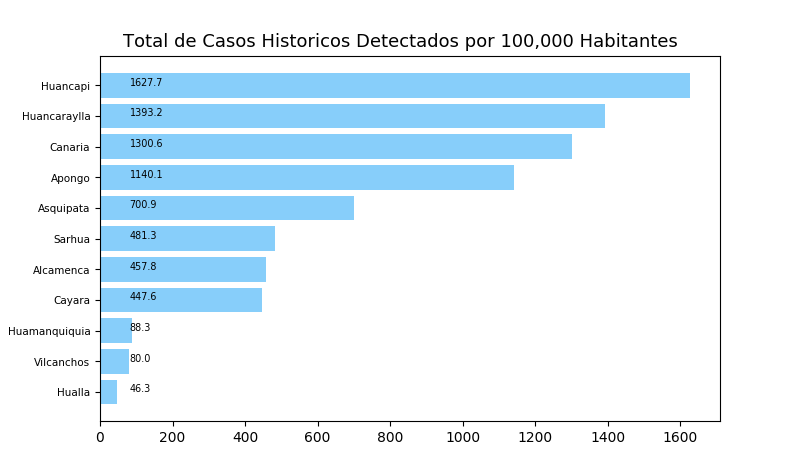 Total de Casos Historicos Detectados por 100,000 Habitantes
Huancapi 1627.7
Huancaraylla 1393.2
Canaria 1300.6
Apongo 1140.1
Asquipata 700.9
Sarhua 481.3
Alcamenca 457.8
Cayara 447.6
Huamanquiquia 88.3
Vilcanchos 80.0
Hualla 46.3
0 200 400 600 800 1000 1200 1400 1600